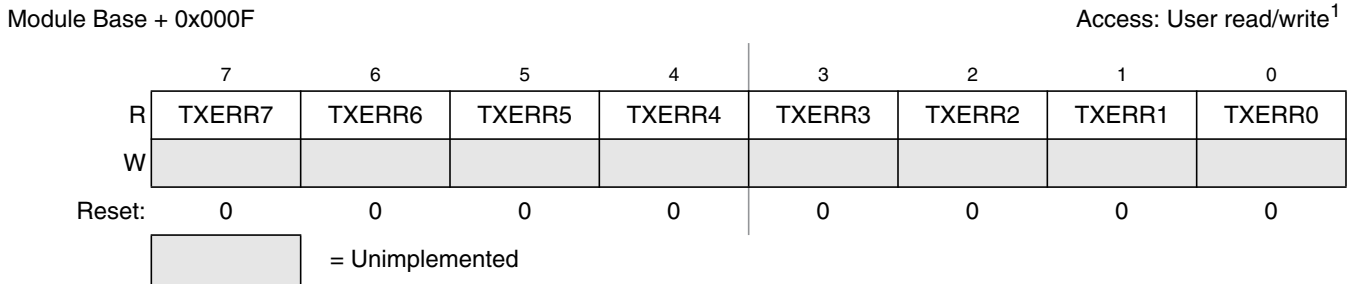 Module Base + 0x000F Access: User read/write1
7 6 5 4 3 2 1 0
R TXERR7 TXERR6 TXERR5 TXERR4 TXERR3 TXERR2 TXERR1 TXERR0
W
Reset: 0 0 0 0 0 0 0 0
= Unimplemented